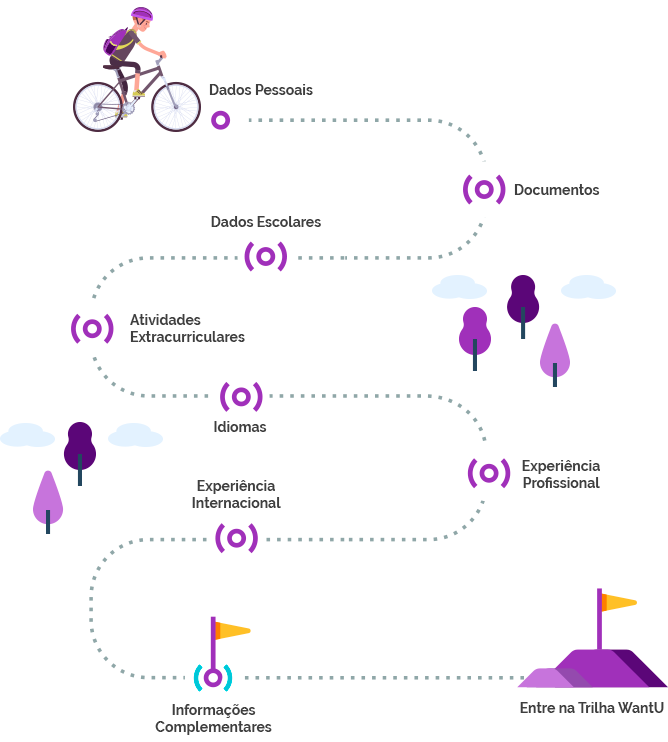 Dados Pessoais
Documentos
Dados Escolares
Atividades
Extracurriculares
Idiomas
Experiência
Profissional
Experiência
Internacional
Informações
Complementares
Entre na Trilha WantU